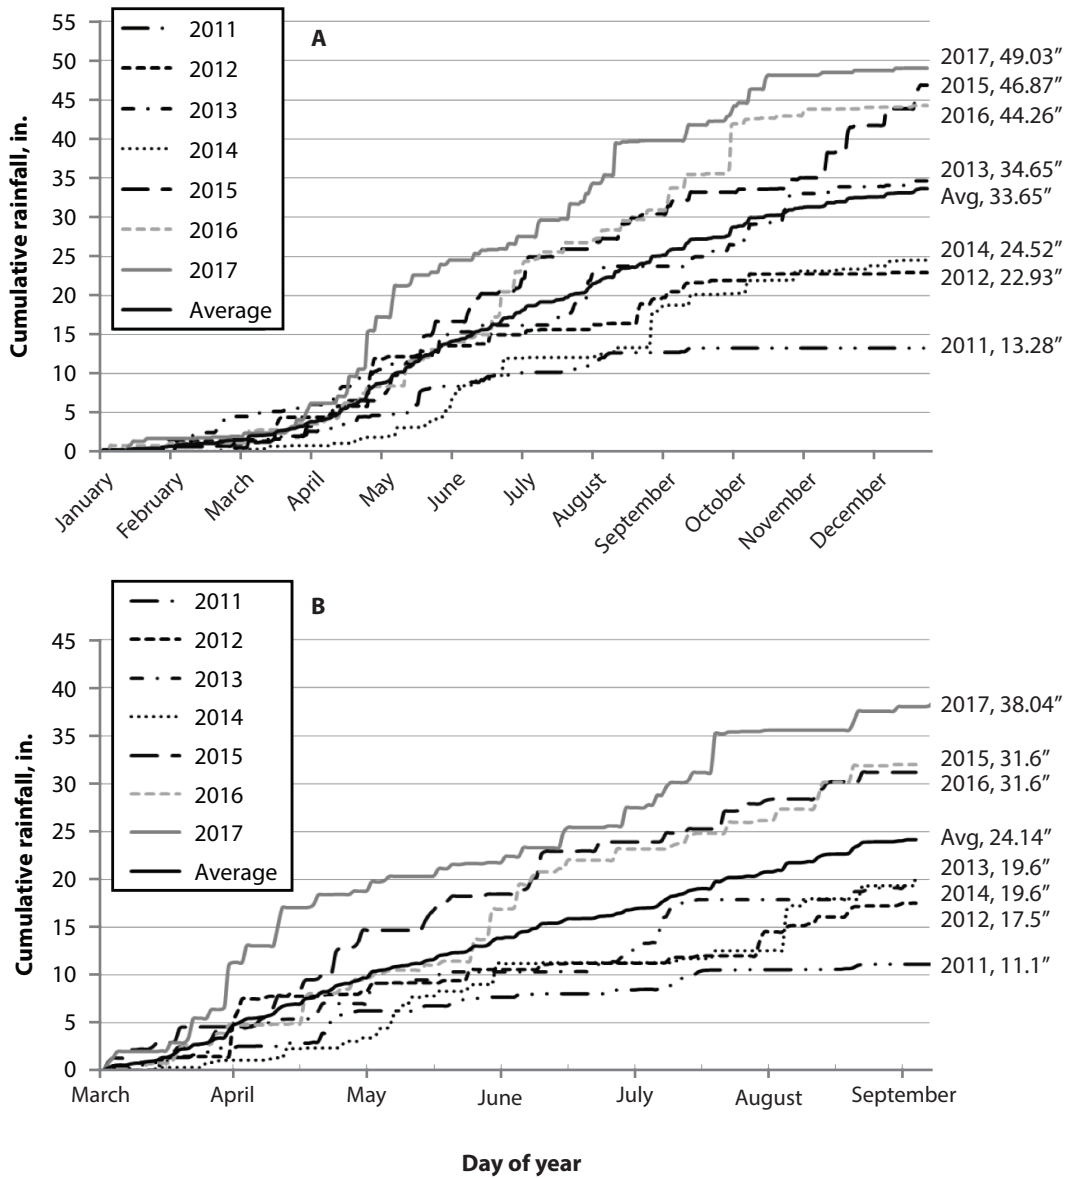 A
Cumulative rainfall, in.
55
50
45
40
35
30
25
20
15
10
5
0
2011
2012
2013
2014
2015
2016
2017
Average
2017, 49.03″
2015, 46.87″
2016, 44.26″
2013, 34.65″
Avg, 33.65″
2014, 24.52″
2012, 22.93″
2011, 13.28″
January
February
March
April
May
June
July
August
September
October
November
December
B
Cumulative rainfall, in.
45
40
35
30
25
20
15
10
5
0
2011
2012
2013
2014
2015
2016
2017
Average
2017, 38.04″
2015, 31.6″
2016, 31.6″
Avg, 24.14″
2013, 19.6″
2014, 19.6″
2012, 17.5″
2011, 11.1″
March
April
May
June
July
August
September
Day of year